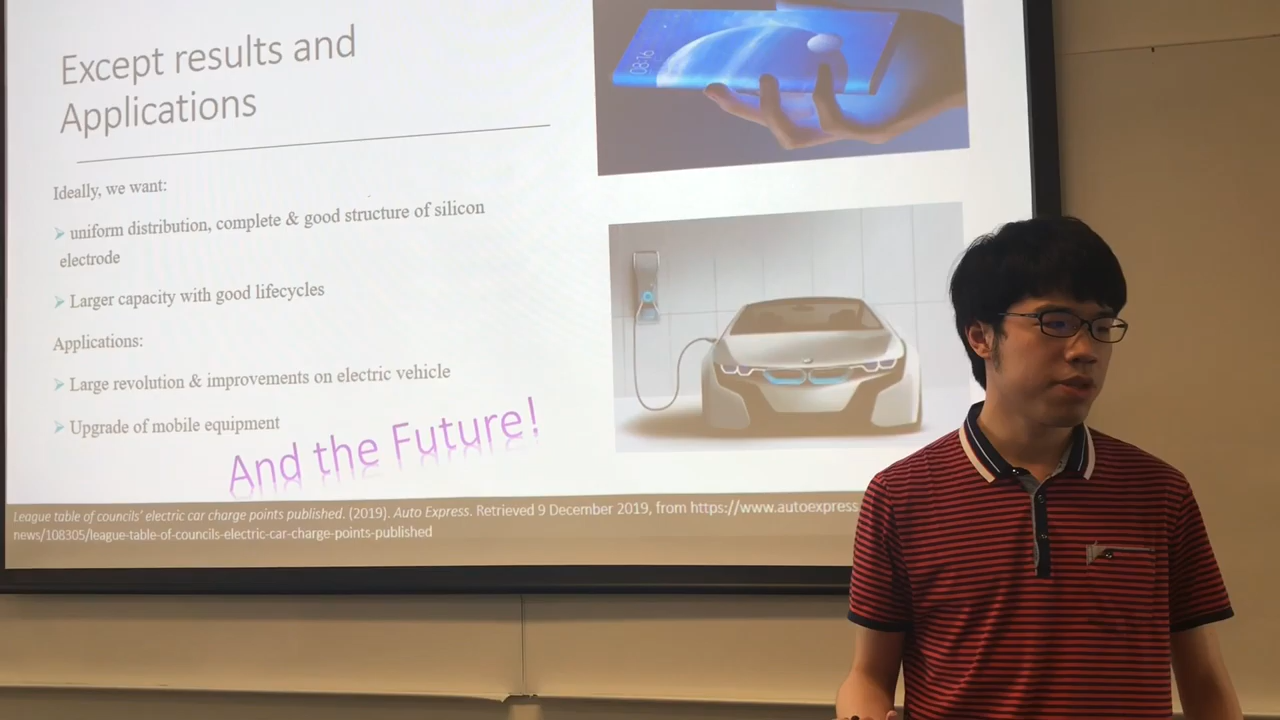 Except results and
Applications
08:16
Ideally, we want:
uniform distribution, complete & good structure of silicon
electrode
Larger capacity with good lifecycles
Applications:
Large revolution & improvements on electric vehicle
Upgrade of mobile equipment
And the Future!
League table of councils' electric car charge points published. (2019). Auto Express. Retrieved 9 December 2019, from https://www.autoexpress
news/108305/league-table-of-councils-electric-car-charge-points-published